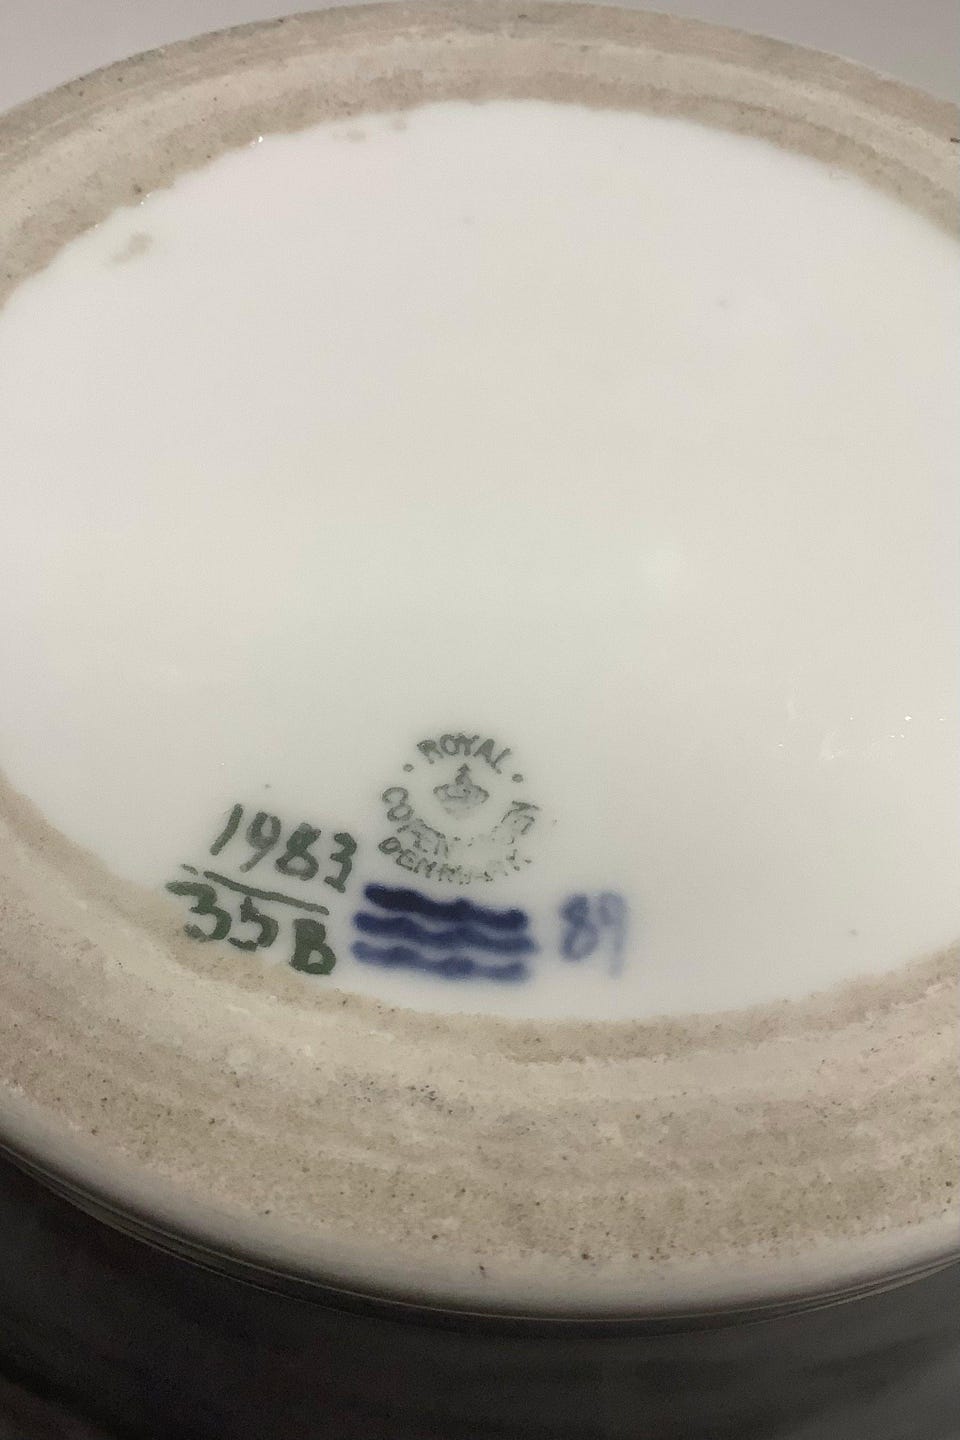 ROYAL
COPENHAGEN
DENMARK
1983
35B
89